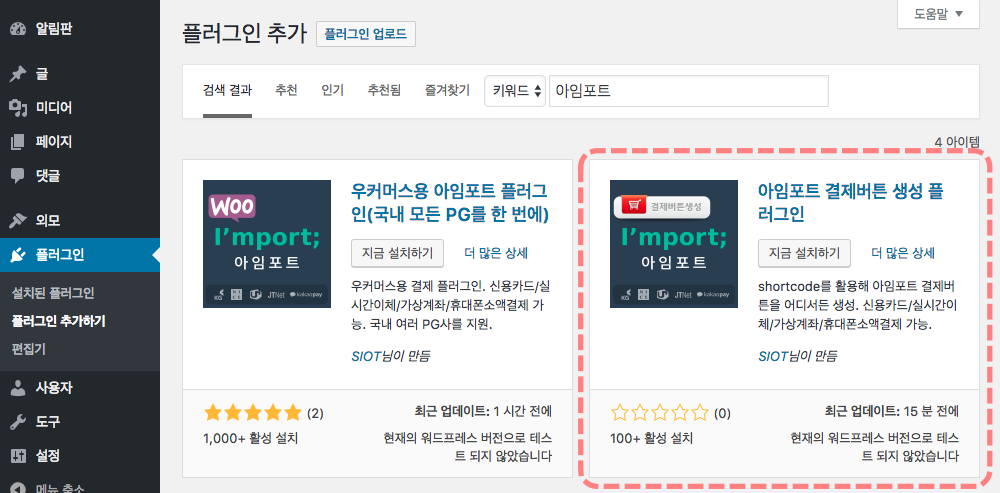 알림판
글
미디어
페이지
댓글
외모
플러그인
설치된 플러그인
플러그인 추가하기
편집기
사용자
도구
설정
메뉴 축소
도움말
플러그인 추가
플러그인 업로드
검색 결과 추천 인기 추천됨 즐겨찾기 키워드 아임포트
4 아이템
WOO
I'mport;
아임포트
KG JTNet kakaopay
우커머스용 아임포트 플러그
인(국내 모든 PG를 한 번에)
지금 설치하기 더 많은 상세
우커머스용 결제 플러그인. 신용카드/실
시간이체/가상계좌/휴대폰소액결제 가
능. 국내 여러 PG사를 지원.
SIOT님이 만듬
(2)
1,000+ 활성 설치
최근 업데이트: 1 시간 전에
현재의 워드프레스 버전으로 테스
트 되지 않았습니다
결제버튼생성
I'mport;
아임포트
KG JTNet kakaopay
아임포트 결제버튼 생성 플
러그인
지금 설치하기 더 많은 상세
shortcode를 활용해 아임포트 결제버
튼을 어디서든 생성. 신용카드/실시간이
체/가상계좌/휴대폰소액결제 가능.
SIOT님이 만듬
(0)
100+ 활성 설치
최근 업데이트: 15 분 전에
현재의 워드프레스 버전으로 테스
트 되지 않았습니다